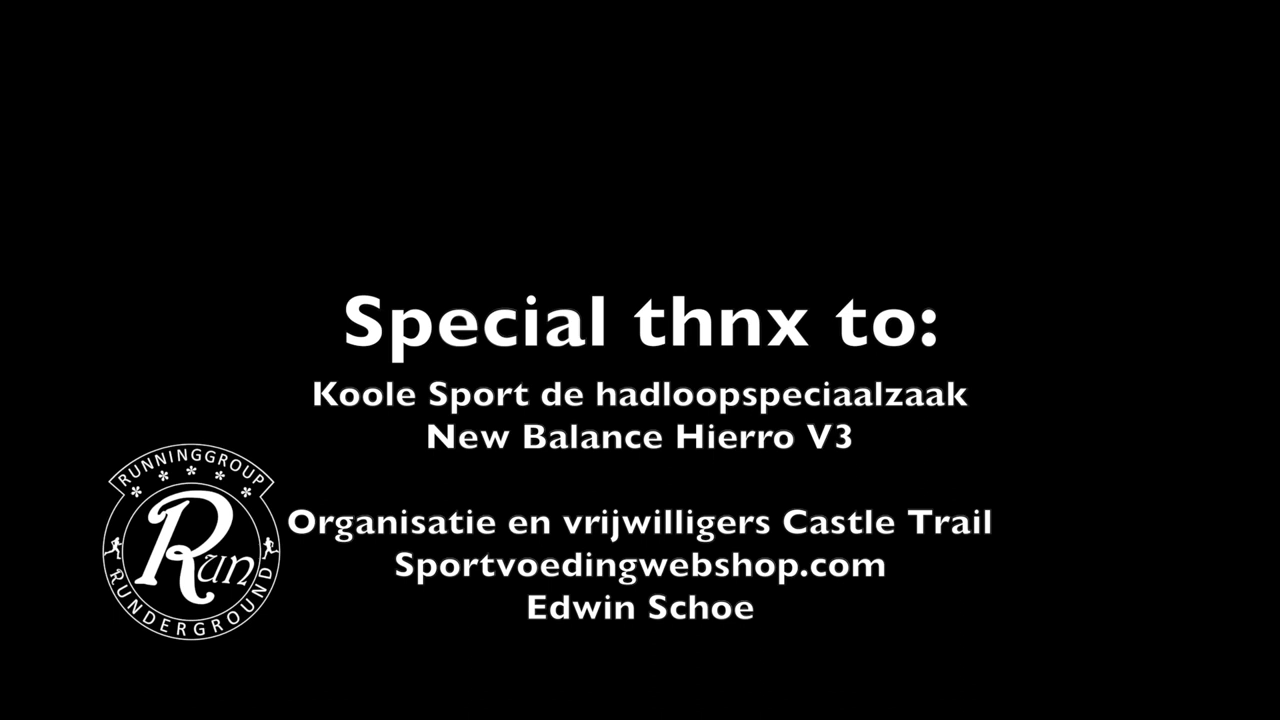 Special thnx to:
Koole Sport de hadloopspeciaalzaak
New Balance Hierro V3
Organisatie en vrijwilligers Castle Trail
Sportvoedingwebshop.com
Edwin Schoe
RUNNINGGROUP
Run
RUNDERGROUND